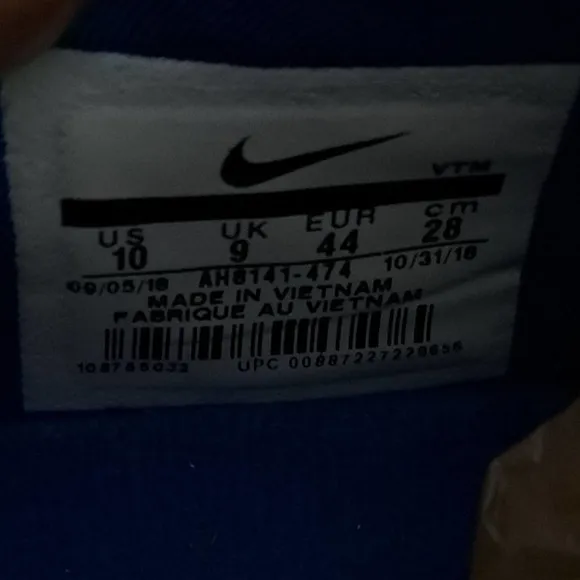 VTM
US UK EUR cm
10 9 44 28
09/05/18 AH8141-474 10/31/18
MADE IN VIETNAM
FABRIQUE AU VIETNAM
UPC